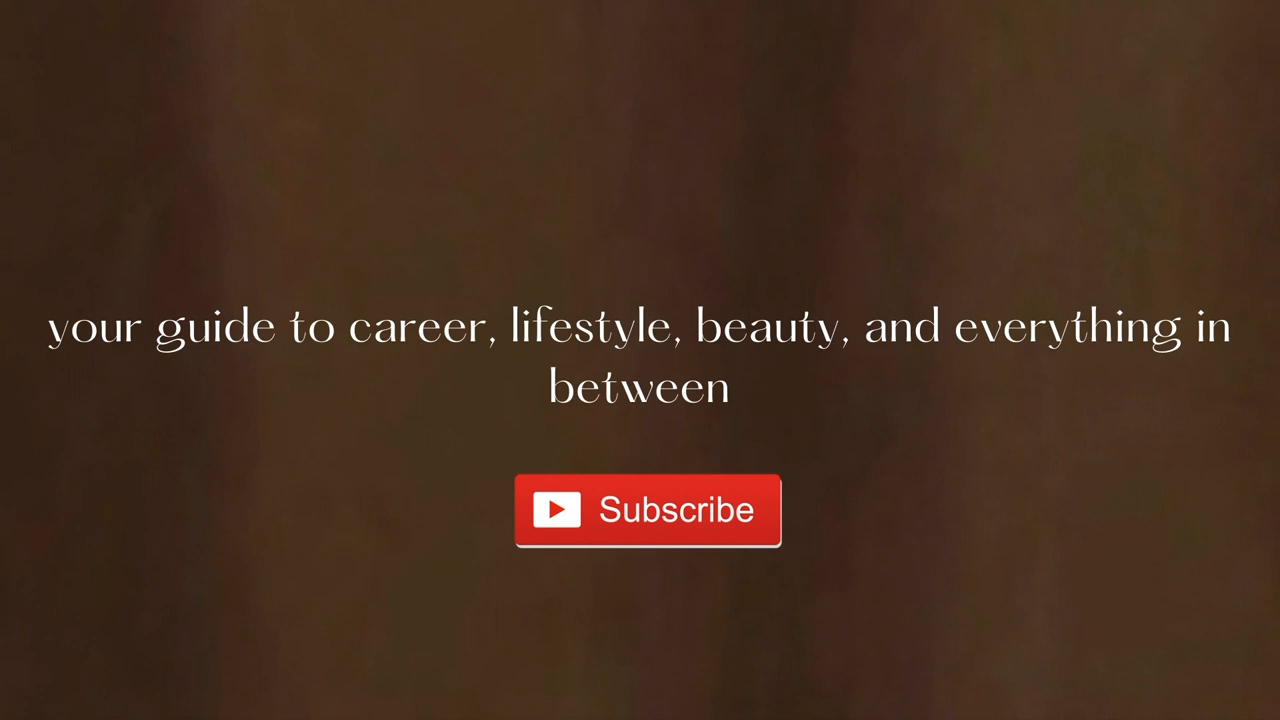 your guide to career, lifestyle, beauty, and everything in
between
Subscribe